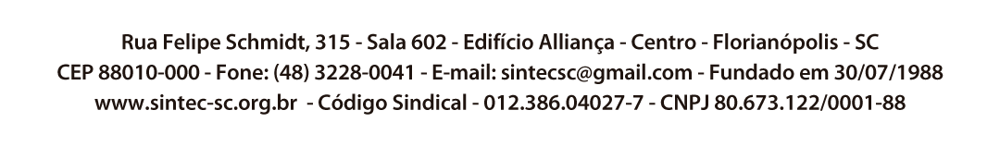 Rua Felipe Schmidt, 315 - Sala 602 - Edifício Alliança - Centro - Florianópolis - SC
CEP 88010-000 - Fone: (48) 3228-0041 - E-mail: sintecsc@gmail.com - Fundado em 30/07/1988
www.sintec-sc.org.br - Código Sindical - 012.386.04027-7 - CNPJ 80.673.122/0001-88